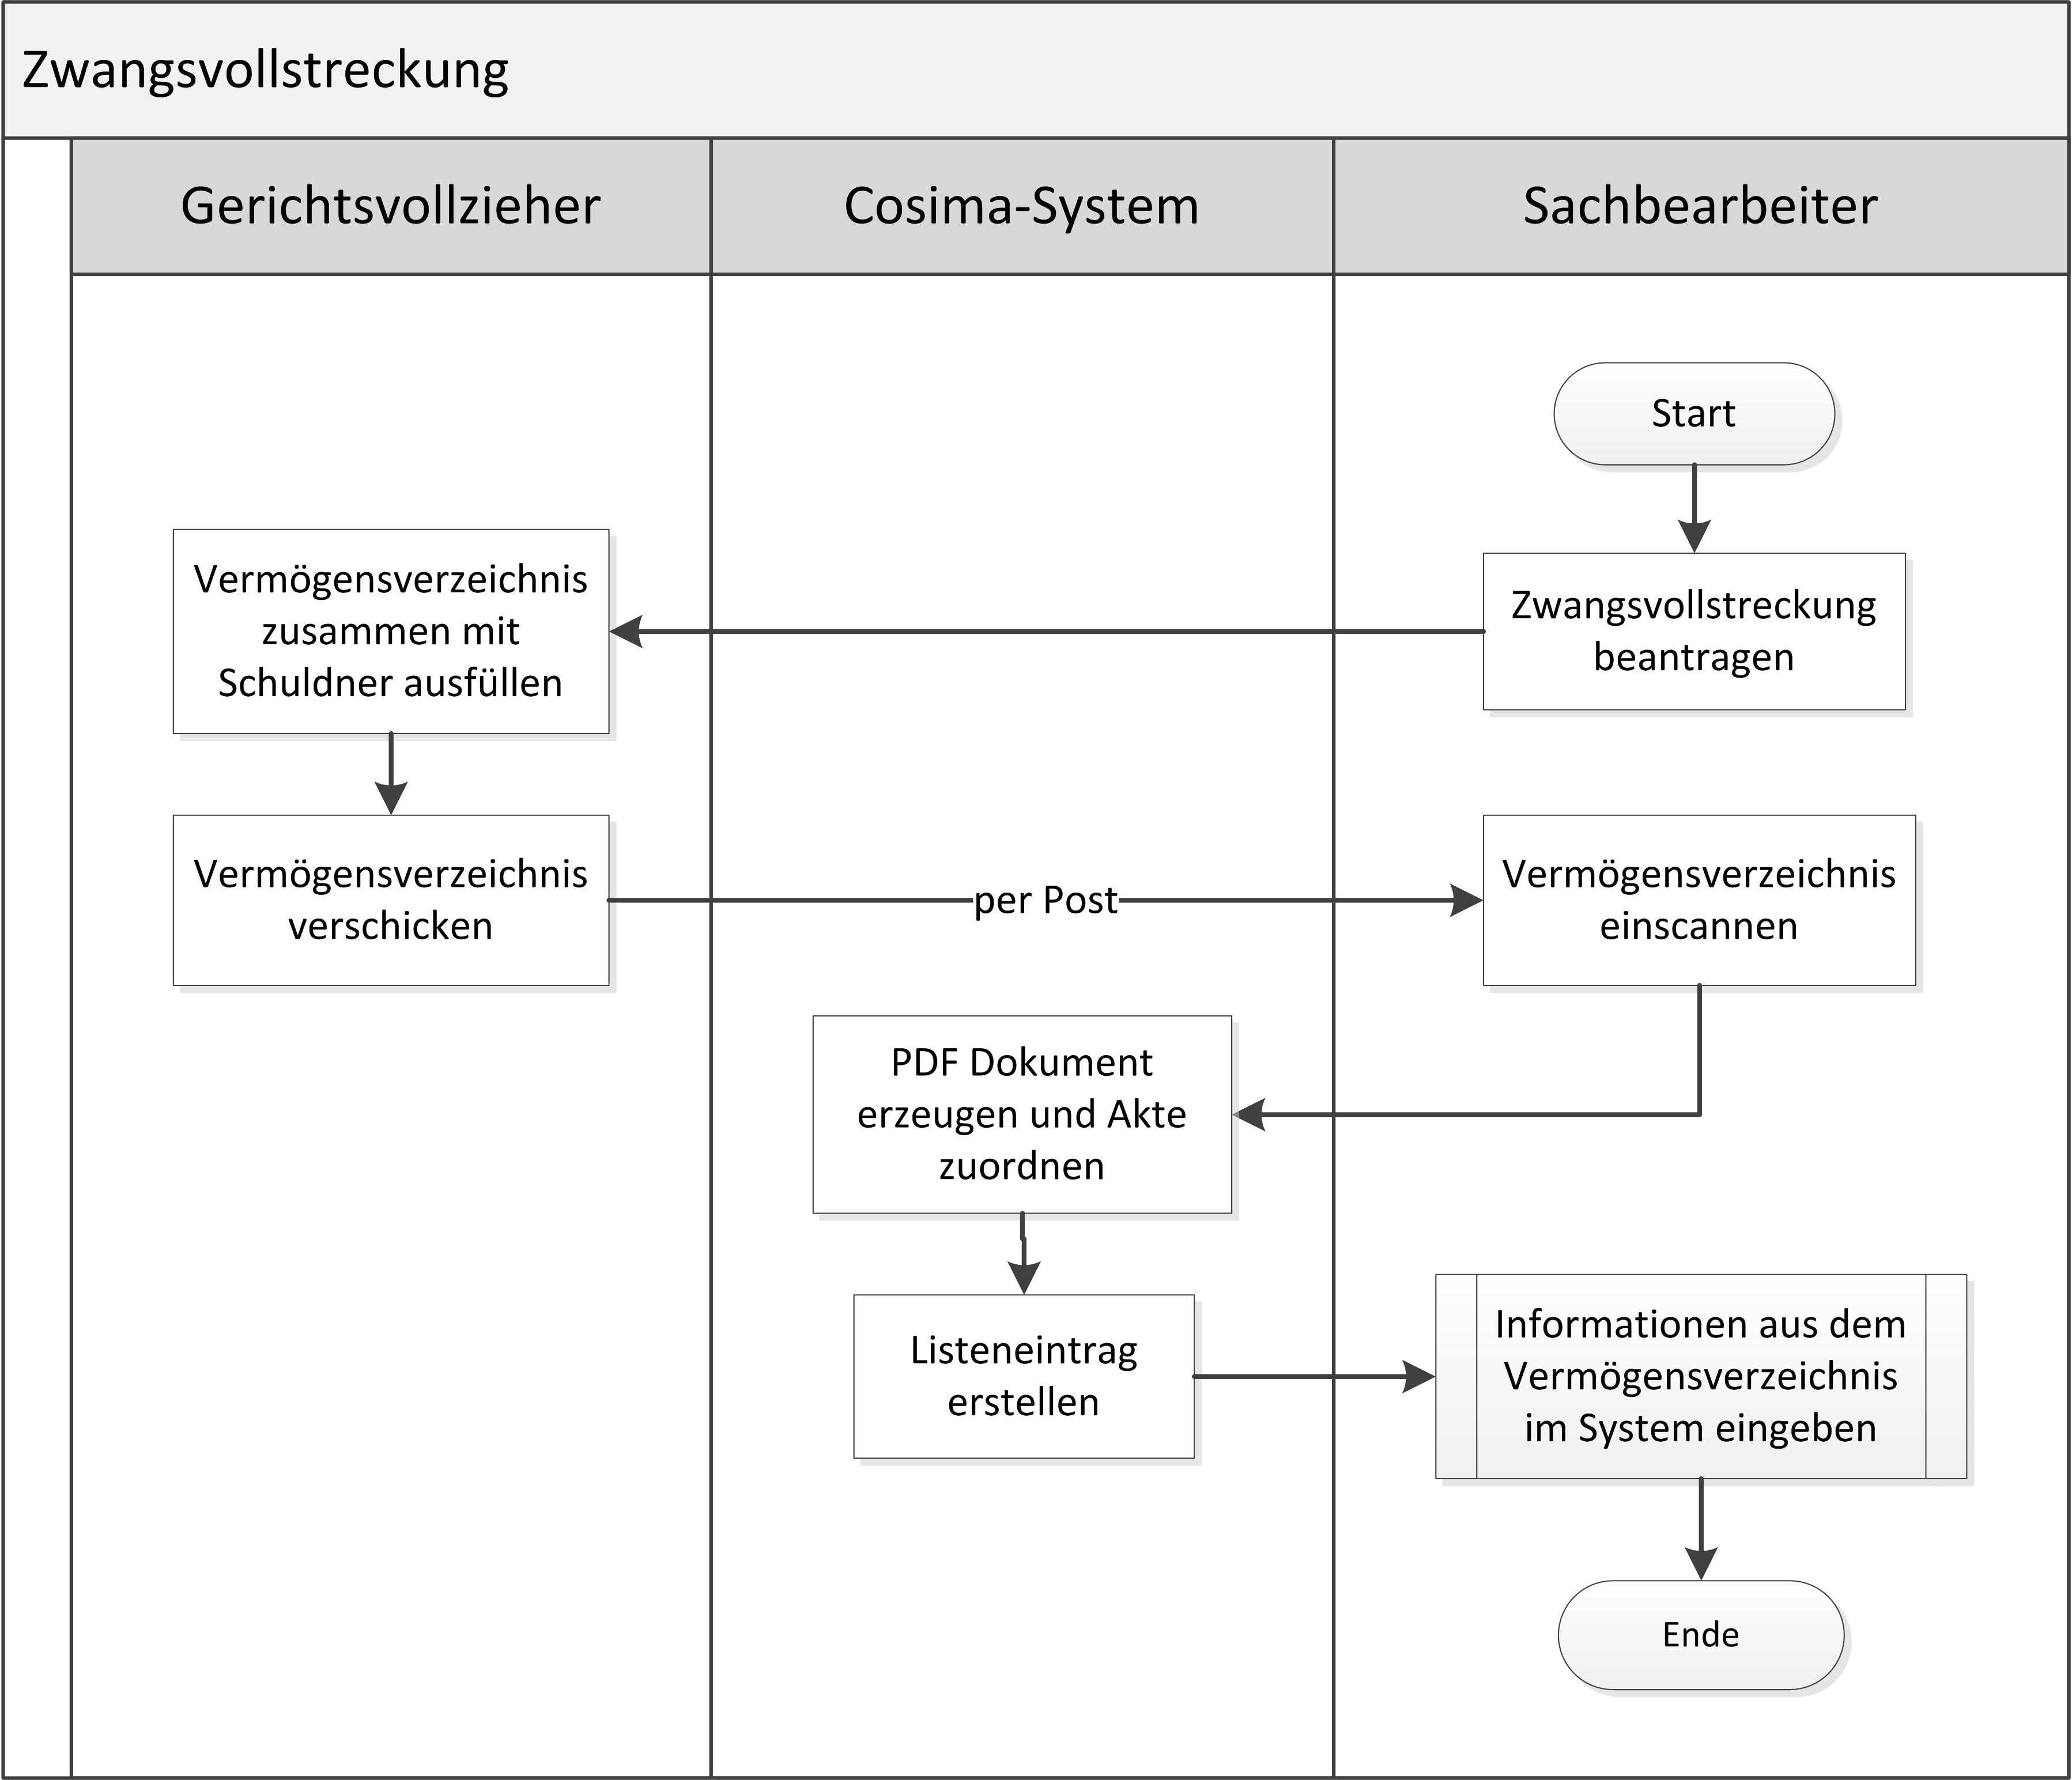 Zwangsvollstreckung
Gerichtsvollzieher
Cosima-System
Sachbearbeiter
Start
Zwangsvollstreckung
beantragen
Vermögensverzeichnis
zusammen mit
Schuldner ausfüllen
Vermögensverzeichnis
verschicken
per Post
Vermögensverzeichnis
einscannen
PDF Dokument
erzeugen und Akte
zuordnen
Listeneintrag
erstellen
Informationen aus dem
Vermögensverzeichnis
im System eingeben
Ende